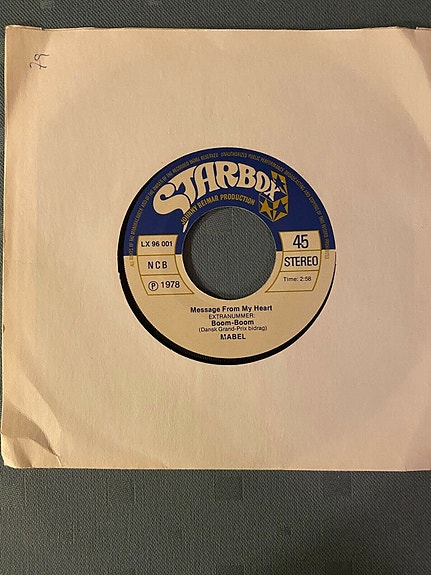 79
STARBOX
JOHNNY REIMAR PRODUCTION
LX 96 001
45
NCB
STEREO
Ⓟ 1978
Time: 2:58
Message From My Heart
EXTRANUMMER:
Boom-Boom
(Dansk Grand-Prix bidrag)
MABEL